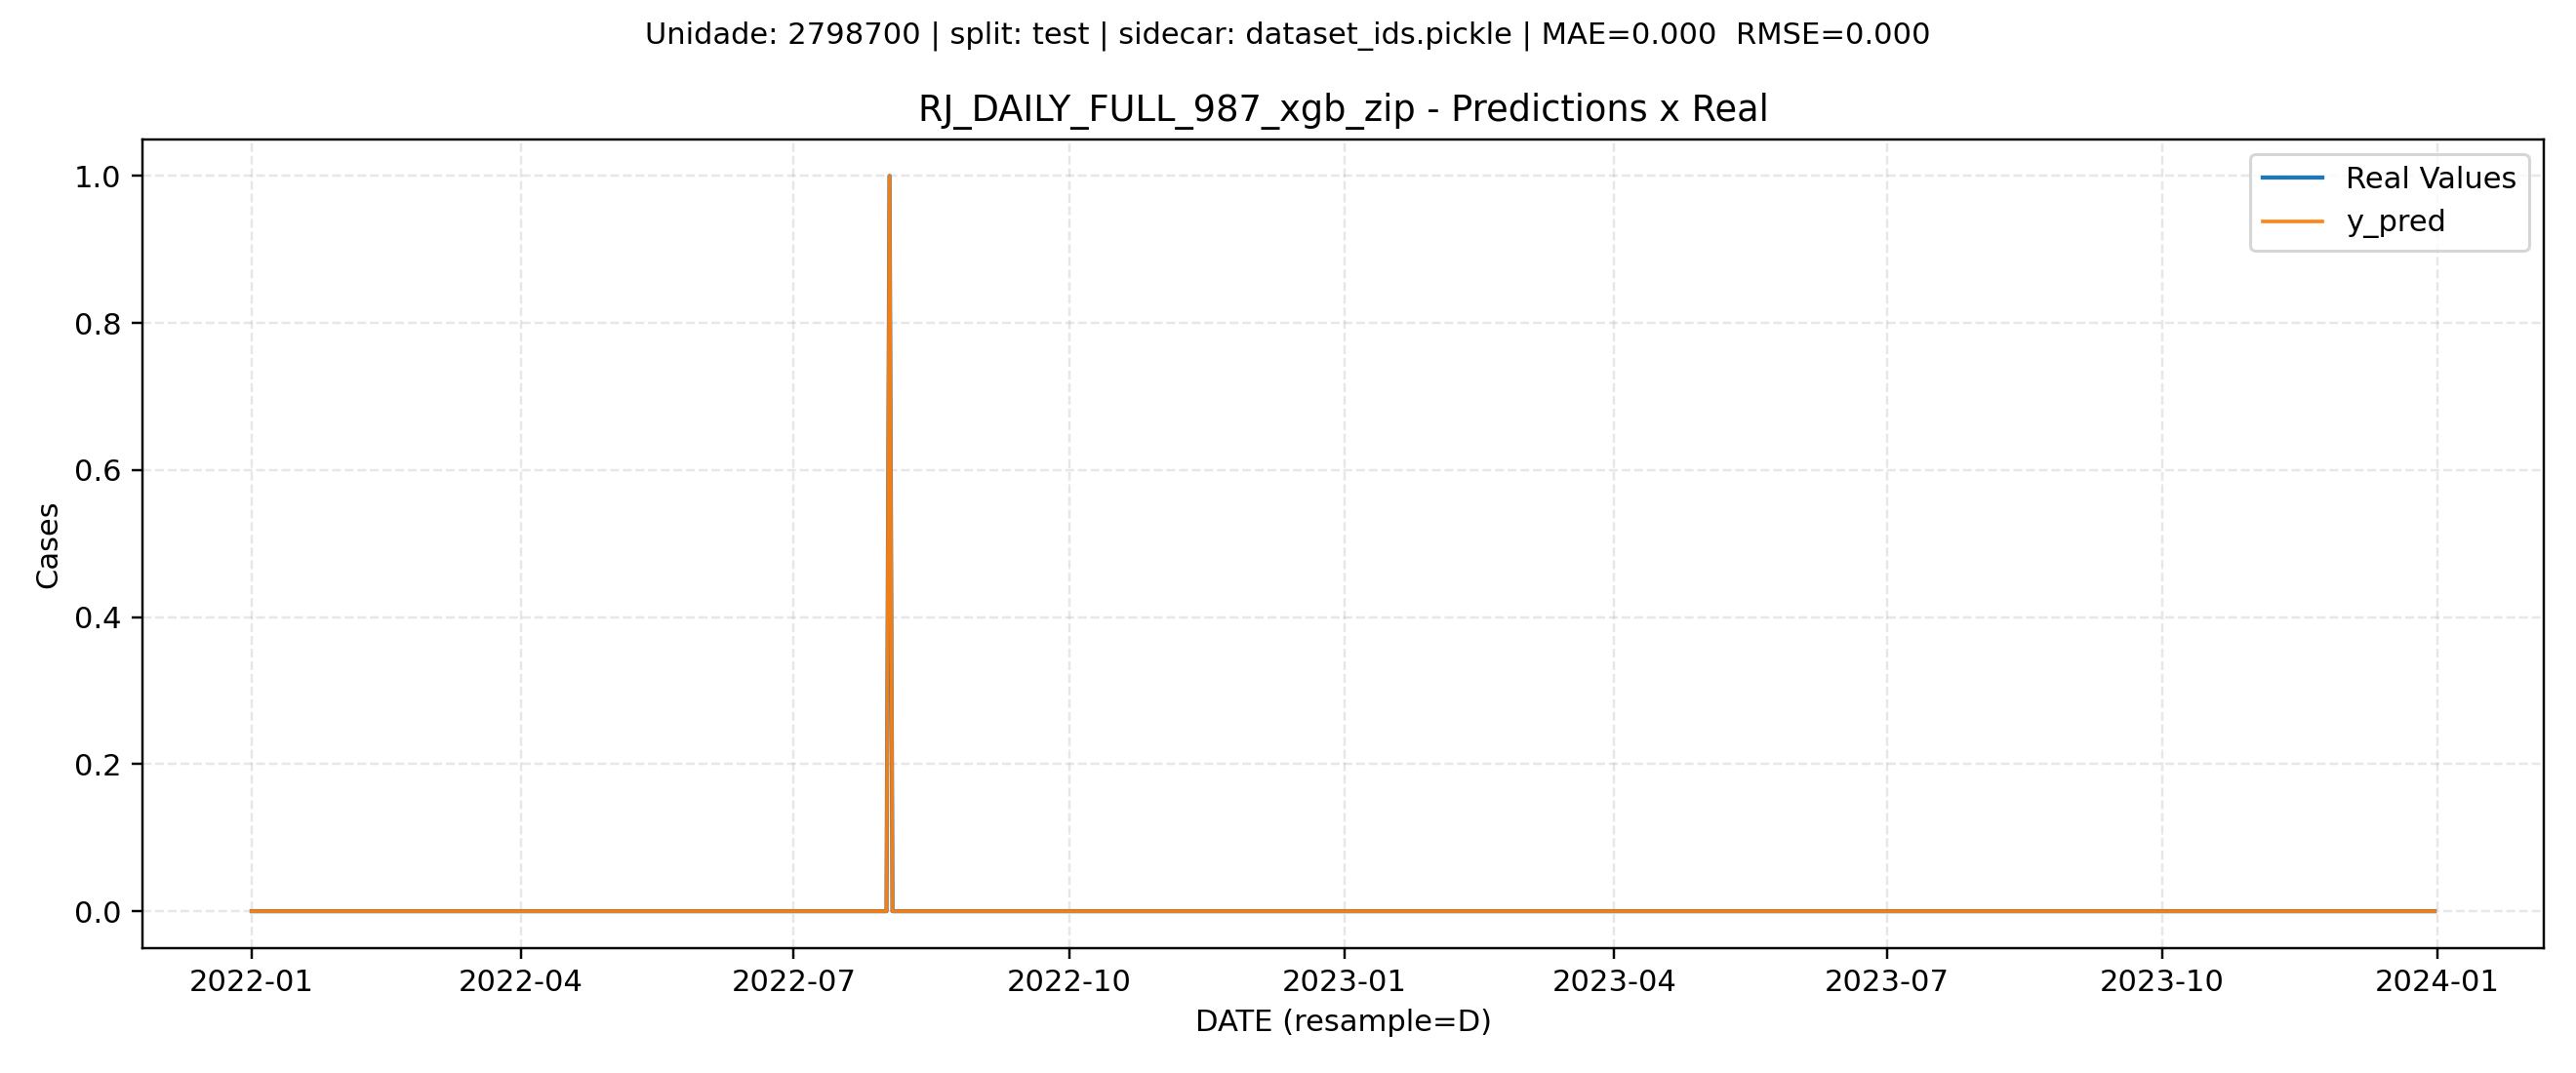 Unidade: 2798700 | split: test | sidecar: dataset_ids.pickle | MAE=0.000  RMSE=0.000
RJ_DAILY_FULL_987_xgb_zip - Predictions x Real
Real Values
y_pred
1.0
0.8
0.6
0.4
0.2
0.0
Cases
2022-01 2022-04 2022-07 2022-10 2023-01 2023-04 2023-07 2023-10 2024-01
DATE (resample=D)